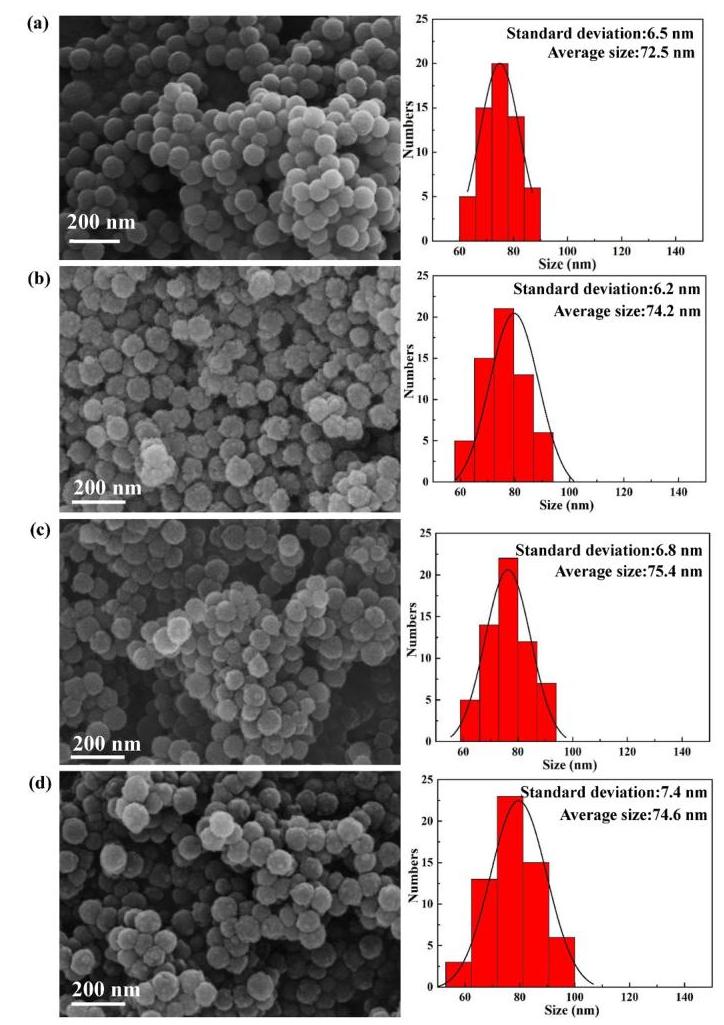 (a)
200 nm
Standard deviation:6.5 nm
Average size:72.5 nm
Numbers
25
20
15
10
5
0
60 80 100 120 140
Size (nm)
(b)
200 nm
Standard deviation:6.2 nm
Average size:74.2 nm
Numbers
25
20
15
10
5
0
60 80 100 120 140
Size (nm)
(c)
200 nm
Standard deviation:6.8 nm
Average size:75.4 nm
Numbers
25
20
15
10
5
0
60 80 100 120 140
Size (nm)
(d)
200 nm
Standard deviation:7.4 nm
Average size:74.6 nm
Numbers
25
20
15
10
5
0
60 80 100 120 140
Size (nm)